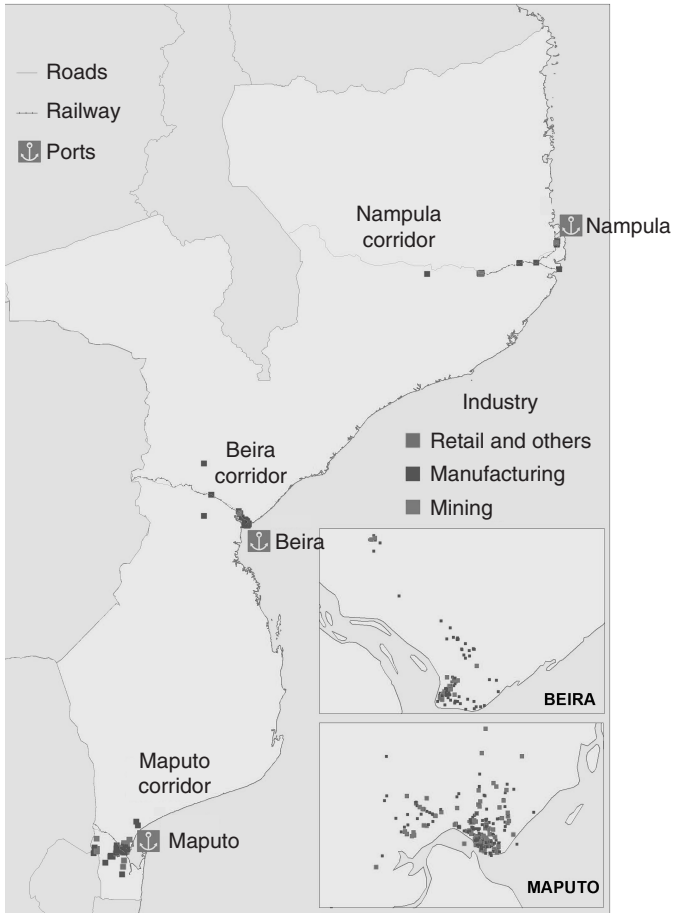 Roads
Railway
Ports
Nampula
corridor
Nampula
Industry
Retail and others
Manufacturing
Mining
Beira
corridor
Beira
BEIRA
Maputo
corridor
Maputo
MAPUTO